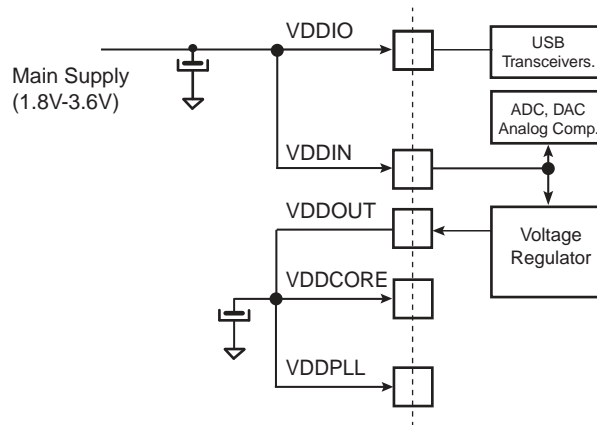 VDDIO
USB
Transceivers.
Main Supply
(1.8V-3.6V)
ADC, DAC
Analog Comp.
VDDIN
VDDOUT
Voltage
Regulator
VDDCORE
VDDPLL